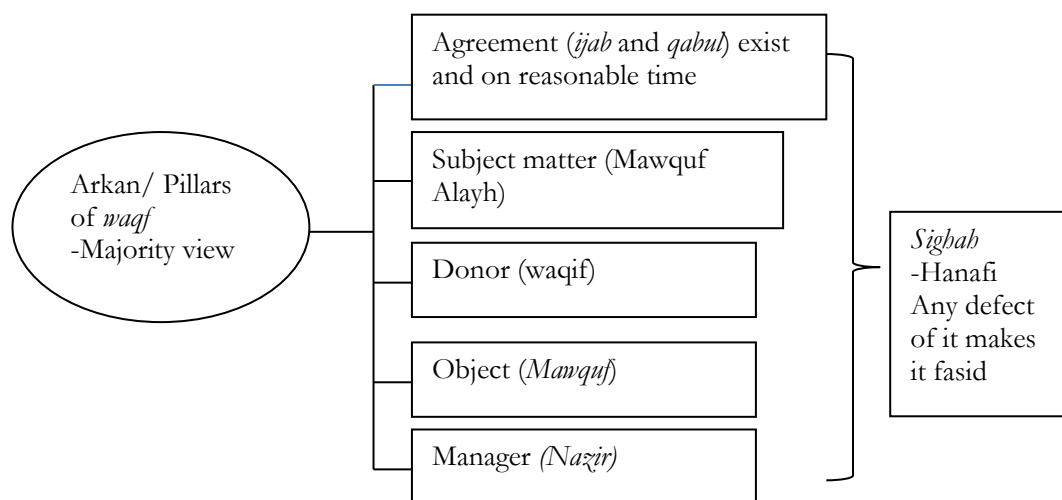 Agreement (ijab and qabul) exist
and on reasonable time
Subject matter (Mawquf
Alayh)
Arkan/ Pillars
of waqf
-Majority view
Donor (waqif)
Object (Mawquf)
Manager (Nazir)
Sighah
-Hanafi
Any defect
of it makes
it fasid